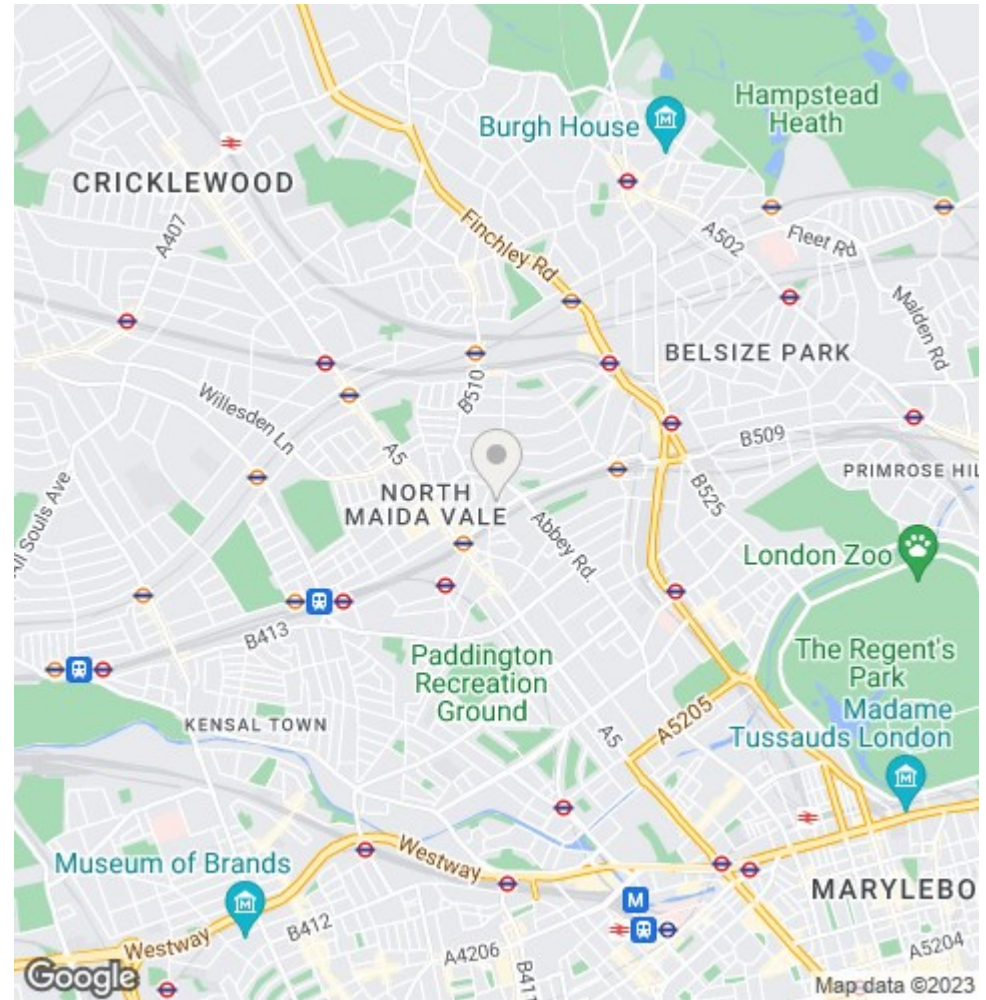 Hampstead
Heath
Burgh House
CRICKLEWOOD
A407
Finchley Rd
A502
Fleet Rd
Malden Rd
BELSIZE PARK
B510
Willesden Ln
A5
B509
PRIMROSE HIL
B525
NORTH
MAIDA VALE
All Souls Ave
Abbey Rd.
London Zoo
B413
Paddington
Recreation
Ground
The Regent's
Park
Madame
Tussauds London
KENSAL TOWN
A5
A5205
Museum of Brands
Westway
M
MARYLEBO
B412
Westway
A4206
B411
A5204
Google
Map data ©2023